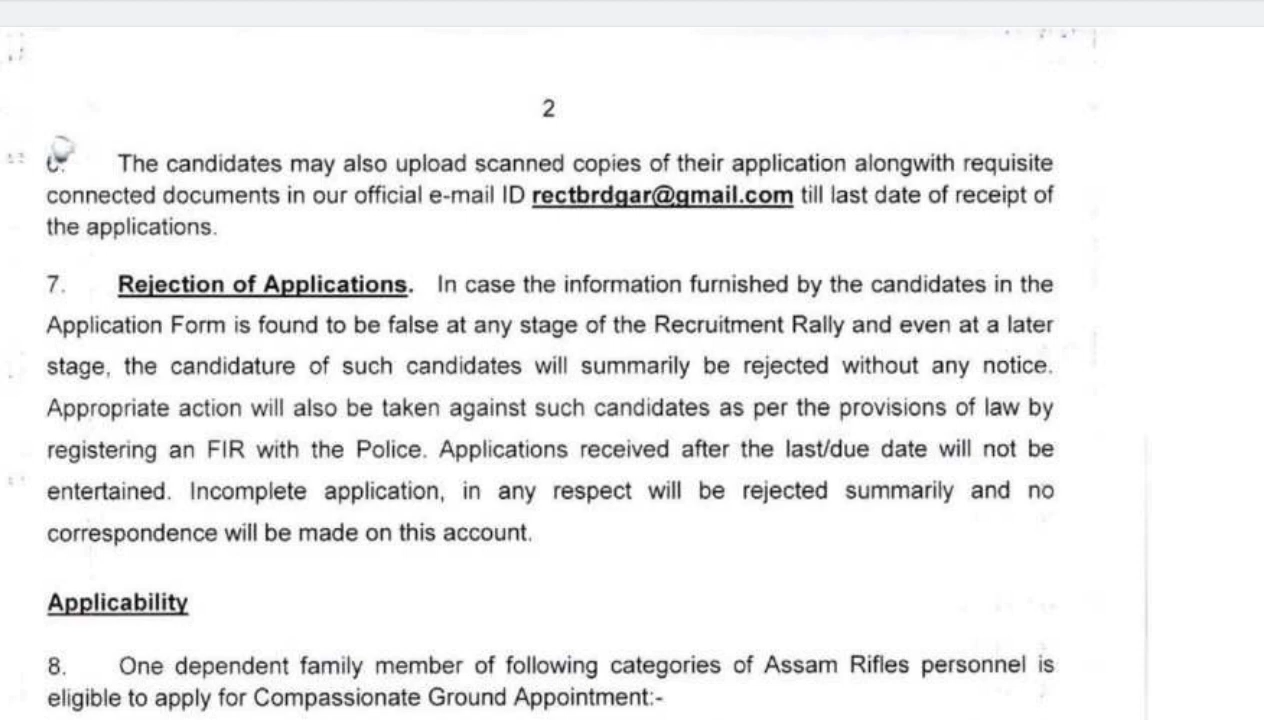 2
The candidates may also upload scanned copies of their application alongwith requisite
connected documents in our official e-mail ID rectbrdgar@gmail.com till last date of receipt of
the applications.
7. Rejection of Applications. In case the information furnished by the candidates in the
Application Form is found to be false at any stage of the Recruitment Rally and even at a later
stage, the candidature of such candidates will summarily be rejected without any notice.
Appropriate action will also be taken against such candidates as per the provisions of law by
registering an FIR with the Police. Applications received after the last/due date will not be
entertained. Incomplete application, in any respect will be rejected summarily and no
correspondence will be made on this account.
Applicability
8. One dependent family member of following categories of Assam Rifles personnel is
eligible to apply for Compassionate Ground Appointment:-